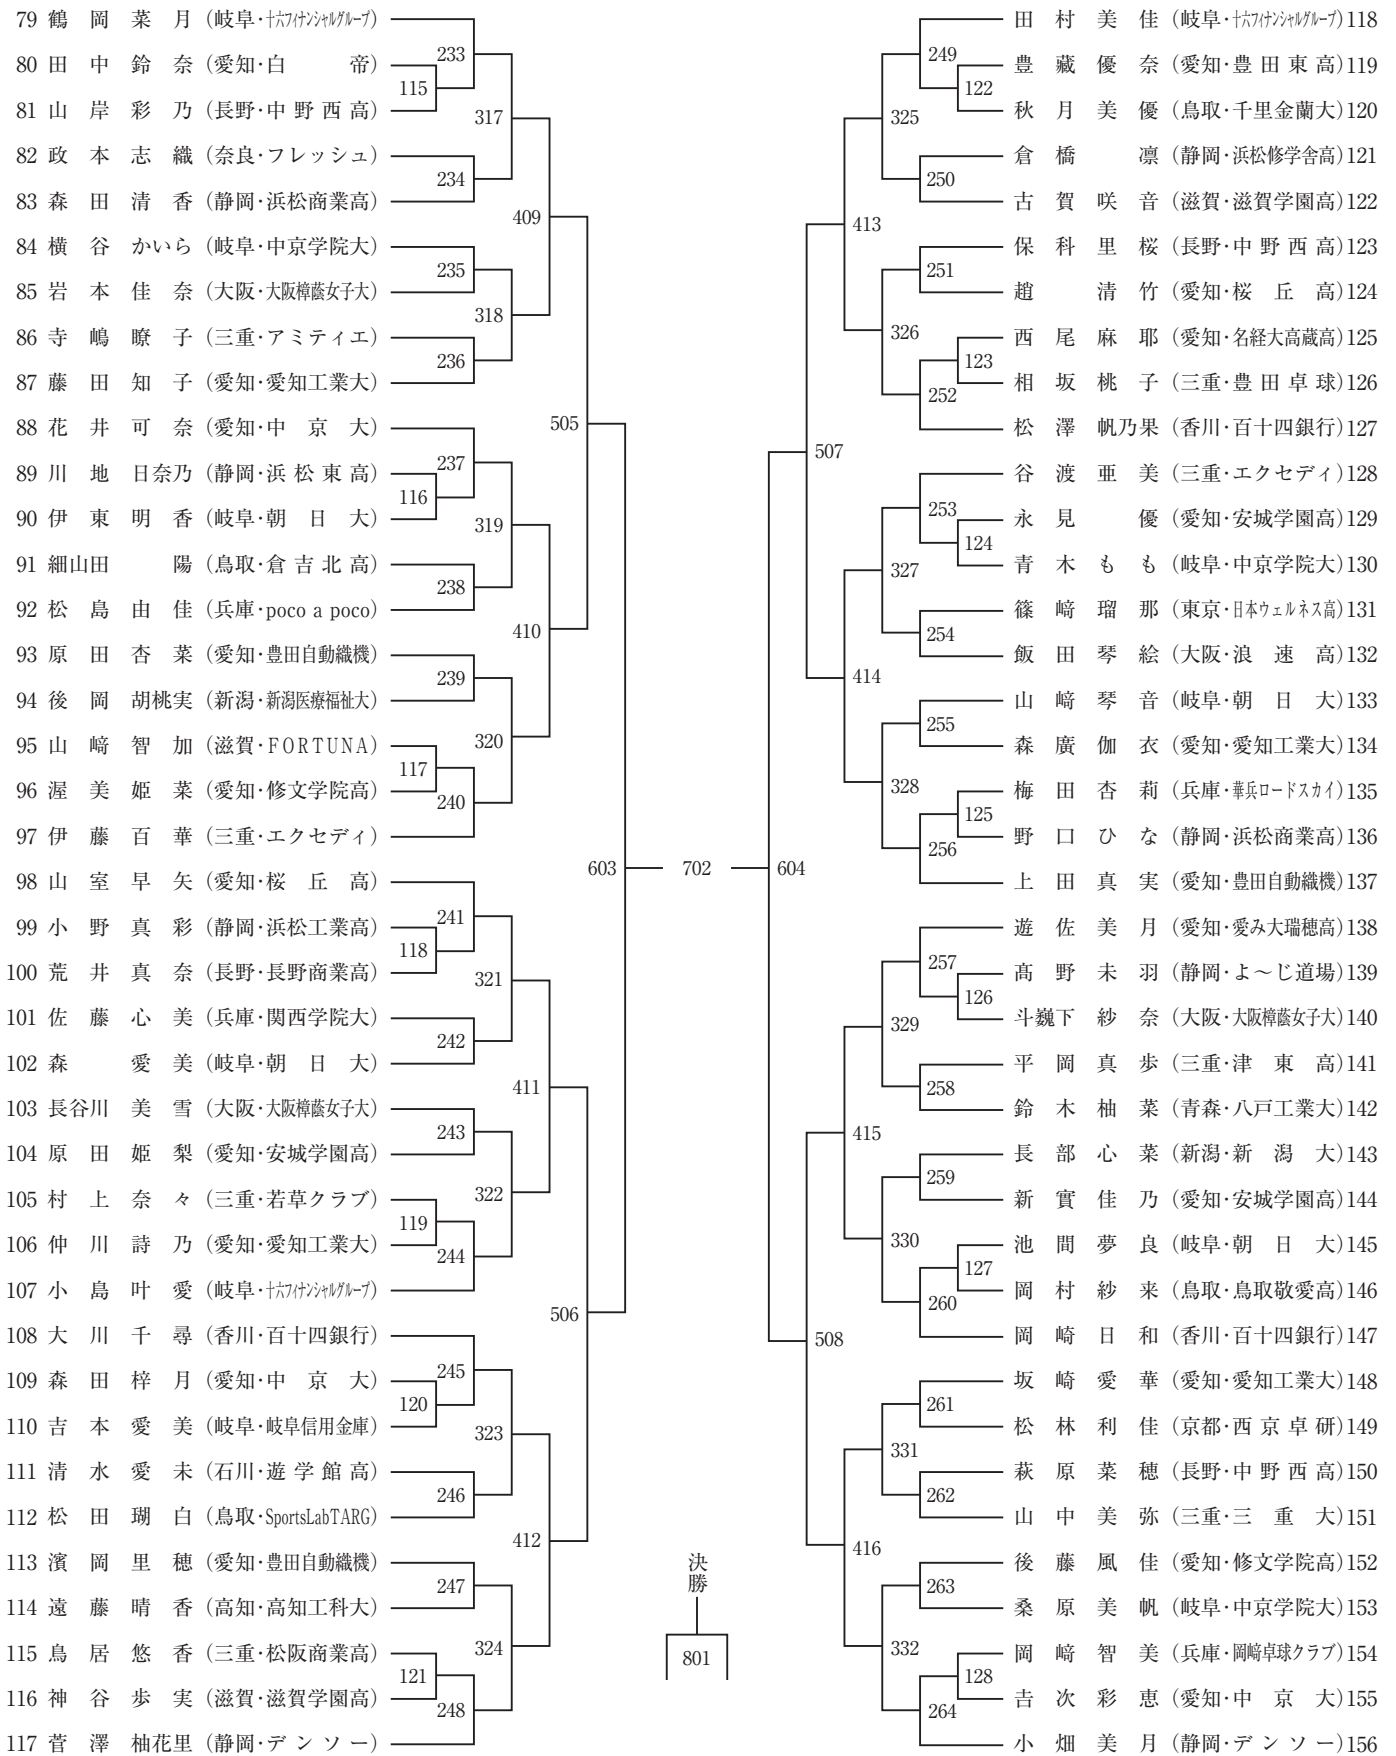 79 鶴岡菜月 (岐阜・十六フィナンシャルグループ)
80 田中鈴奈 (愛知・白帝)
81 山岸彩乃 (長野・中野西高)
82 政本志織 (奈良・フレッシュ)
83 森田清香 (静岡・浜松商業高)
84 横谷かいら (岐阜・中京学院大)
85 岩本佳奈 (大阪・大阪樟蔭女子大)
86 寺嶋瞭子 (三重・アミティエ)
87 藤田知子 (愛知・愛知工業大)
88 花井可奈 (愛知・中京大)
89 川地日奈乃 (静岡・浜松東高)
90 伊東明香 (岐阜・朝日大)
91 細山田陽 (鳥取・倉吉北高)
92 松島由佳 (兵庫・poco a poco)
93 原田杏菜 (愛知・豊田自動織機)
94 後岡胡桃実 (新潟・新潟医療福祉大)
95 山﨑智加 (滋賀・FORTUNA)
96 渥美姫菜 (愛知・修文学院高)
97 伊藤百華 (三重・エクセディ)
98 山室早矢 (愛知・桜丘高)
99 小野真彩 (静岡・浜松工業高)
100 荒井真奈 (長野・長野商業高)
101 佐藤心美 (兵庫・関西学院大)
102 森愛美 (岐阜・朝日大)
103 長谷川美雪 (大阪・大阪樟蔭女子大)
104 原田姫梨 (愛知・安城学園高)
105 村上奈々 (三重・若草クラブ)
106 仲川詩乃 (愛知・愛知工業大)
107 小島叶愛 (岐阜・十六フィナンシャルグループ)
108 大川千尋 (香川・百十四銀行)
109 森田梓月 (愛知・中京大)
110 吉本愛美 (岐阜・岐阜信用金庫)
111 清水愛未 (石川・遊学館高)
112 松田瑚白 (鳥取・SportsLabTARG)
113 濱岡里穂 (愛知・豊田自動織機)
114 遠藤晴香 (高知・高知工科大)
115 鳥居悠香 (三重・松阪商業高)
116 神谷歩実 (滋賀・滋賀学園高)
117 菅澤柚花里 (静岡・デンソー)
115
116
117
118
119
120
121
233
234
235
236
237
238
239
240
241
242
243
244
245
246
247
248
317
318
319
320
321
322
323
324
409
410
411
412
505
506
603
702
604
決勝
801
507
508
413
414
415
416
325
326
327
328
329
330
331
332
249
250
251
252
253
254
255
256
257
258
259
260
261
262
263
264
122
123
124
125
126
127
128
田村美佳 (岐阜・十六フィナンシャルグループ) 118
豊藏優奈 (愛知・豊田東高) 119
秋月美優 (鳥取・千里金蘭大) 120
倉橋凛 (静岡・浜松修学舎高) 121
古賀咲音 (滋賀・滋賀学園高) 122
保科里桜 (長野・中野西高) 123
趙清竹 (愛知・桜丘高) 124
西尾麻耶 (愛知・名経大高蔵高) 125
相坂桃子 (三重・豊田卓球) 126
松澤帆乃果 (香川・百十四銀行) 127
谷渡亜美 (三重・エクセディ) 128
永見優 (愛知・安城学園高) 129
青木もも (岐阜・中京学院大) 130
篠﨑瑠那 (東京・日本ウェルネス高) 131
飯田琴絵 (大阪・浪速高) 132
山﨑琴音 (岐阜・朝日大) 133
森廣伽衣 (愛知・愛知工業大) 134
梅田杏莉 (兵庫・華兵ロードスカイ) 135
野口ひな (静岡・浜松商業高) 136
上田真実 (愛知・豊田自動織機) 137
遊佐美月 (愛知・愛み大瑞穂高) 138
髙野未羽 (静岡・よ〜じ道場) 139
斗巍下紗奈 (大阪・大阪樟蔭女子大) 140
平岡真歩 (三重・津東高) 141
鈴木柚菜 (青森・八戸工業大) 142
長部心菜 (新潟・新潟大) 143
新實佳乃 (愛知・安城学園高) 144
池間夢良 (岐阜・朝日大) 145
岡村紗来 (鳥取・鳥取敬愛高) 146
岡崎日和 (香川・百十四銀行) 147
坂崎愛華 (愛知・愛知工業大) 148
松林利佳 (京都・西京卓研) 149
萩原菜穂 (長野・中野西高) 150
山中美弥 (三重・三重大) 151
後藤風佳 (愛知・修文学院高) 152
桑原美帆 (岐阜・中京学院大) 153
岡﨑智美 (兵庫・岡﨑卓球クラブ) 154
𠮷次彩恵 (愛知・中京大) 155
小畑美月 (静岡・デンソー) 156